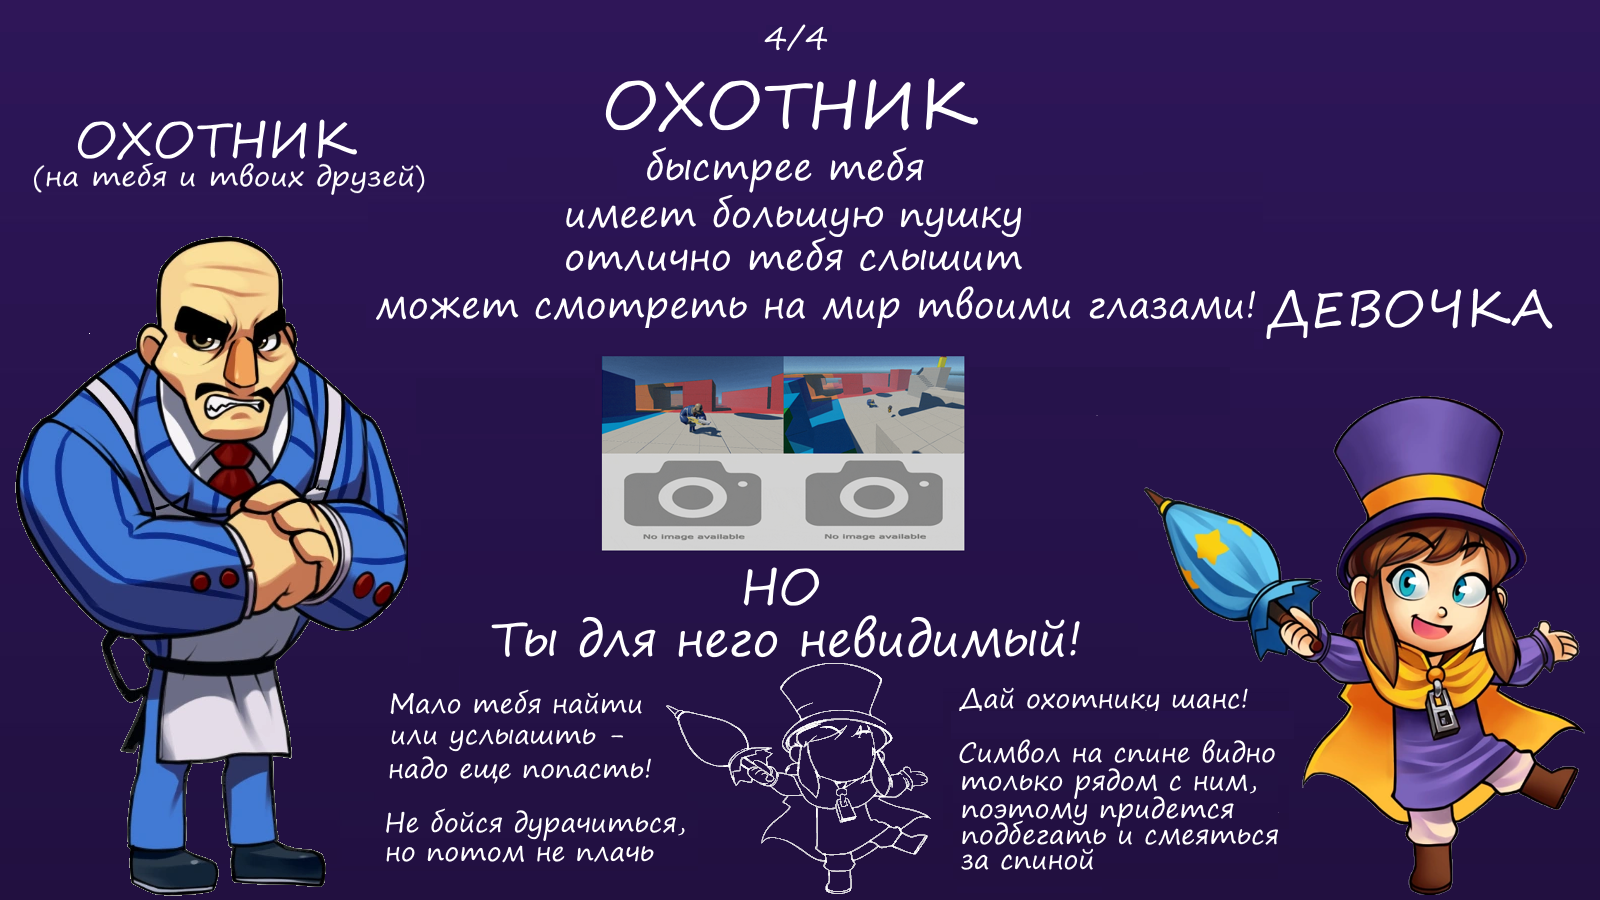 4/4
ОХОТНИК
быстрее тебя
имеет большую пушку
отлично тебя слышит
может смотреть на мир твоими глазами!
ОХОТНИК
(на тебя и твоих друзей)
ДЕВОЧКА
No image available
No image available
НО
Ты для него невидимый!
Мало тебя найти
или услыашть -
надо еще попасть!
Не бойся дурачиться,
но потом не плачь
Дай охотнику шанс!
Символ на спине видно
только рядом с ним,
поэтому придется
подбегать и смеяться
за спиной